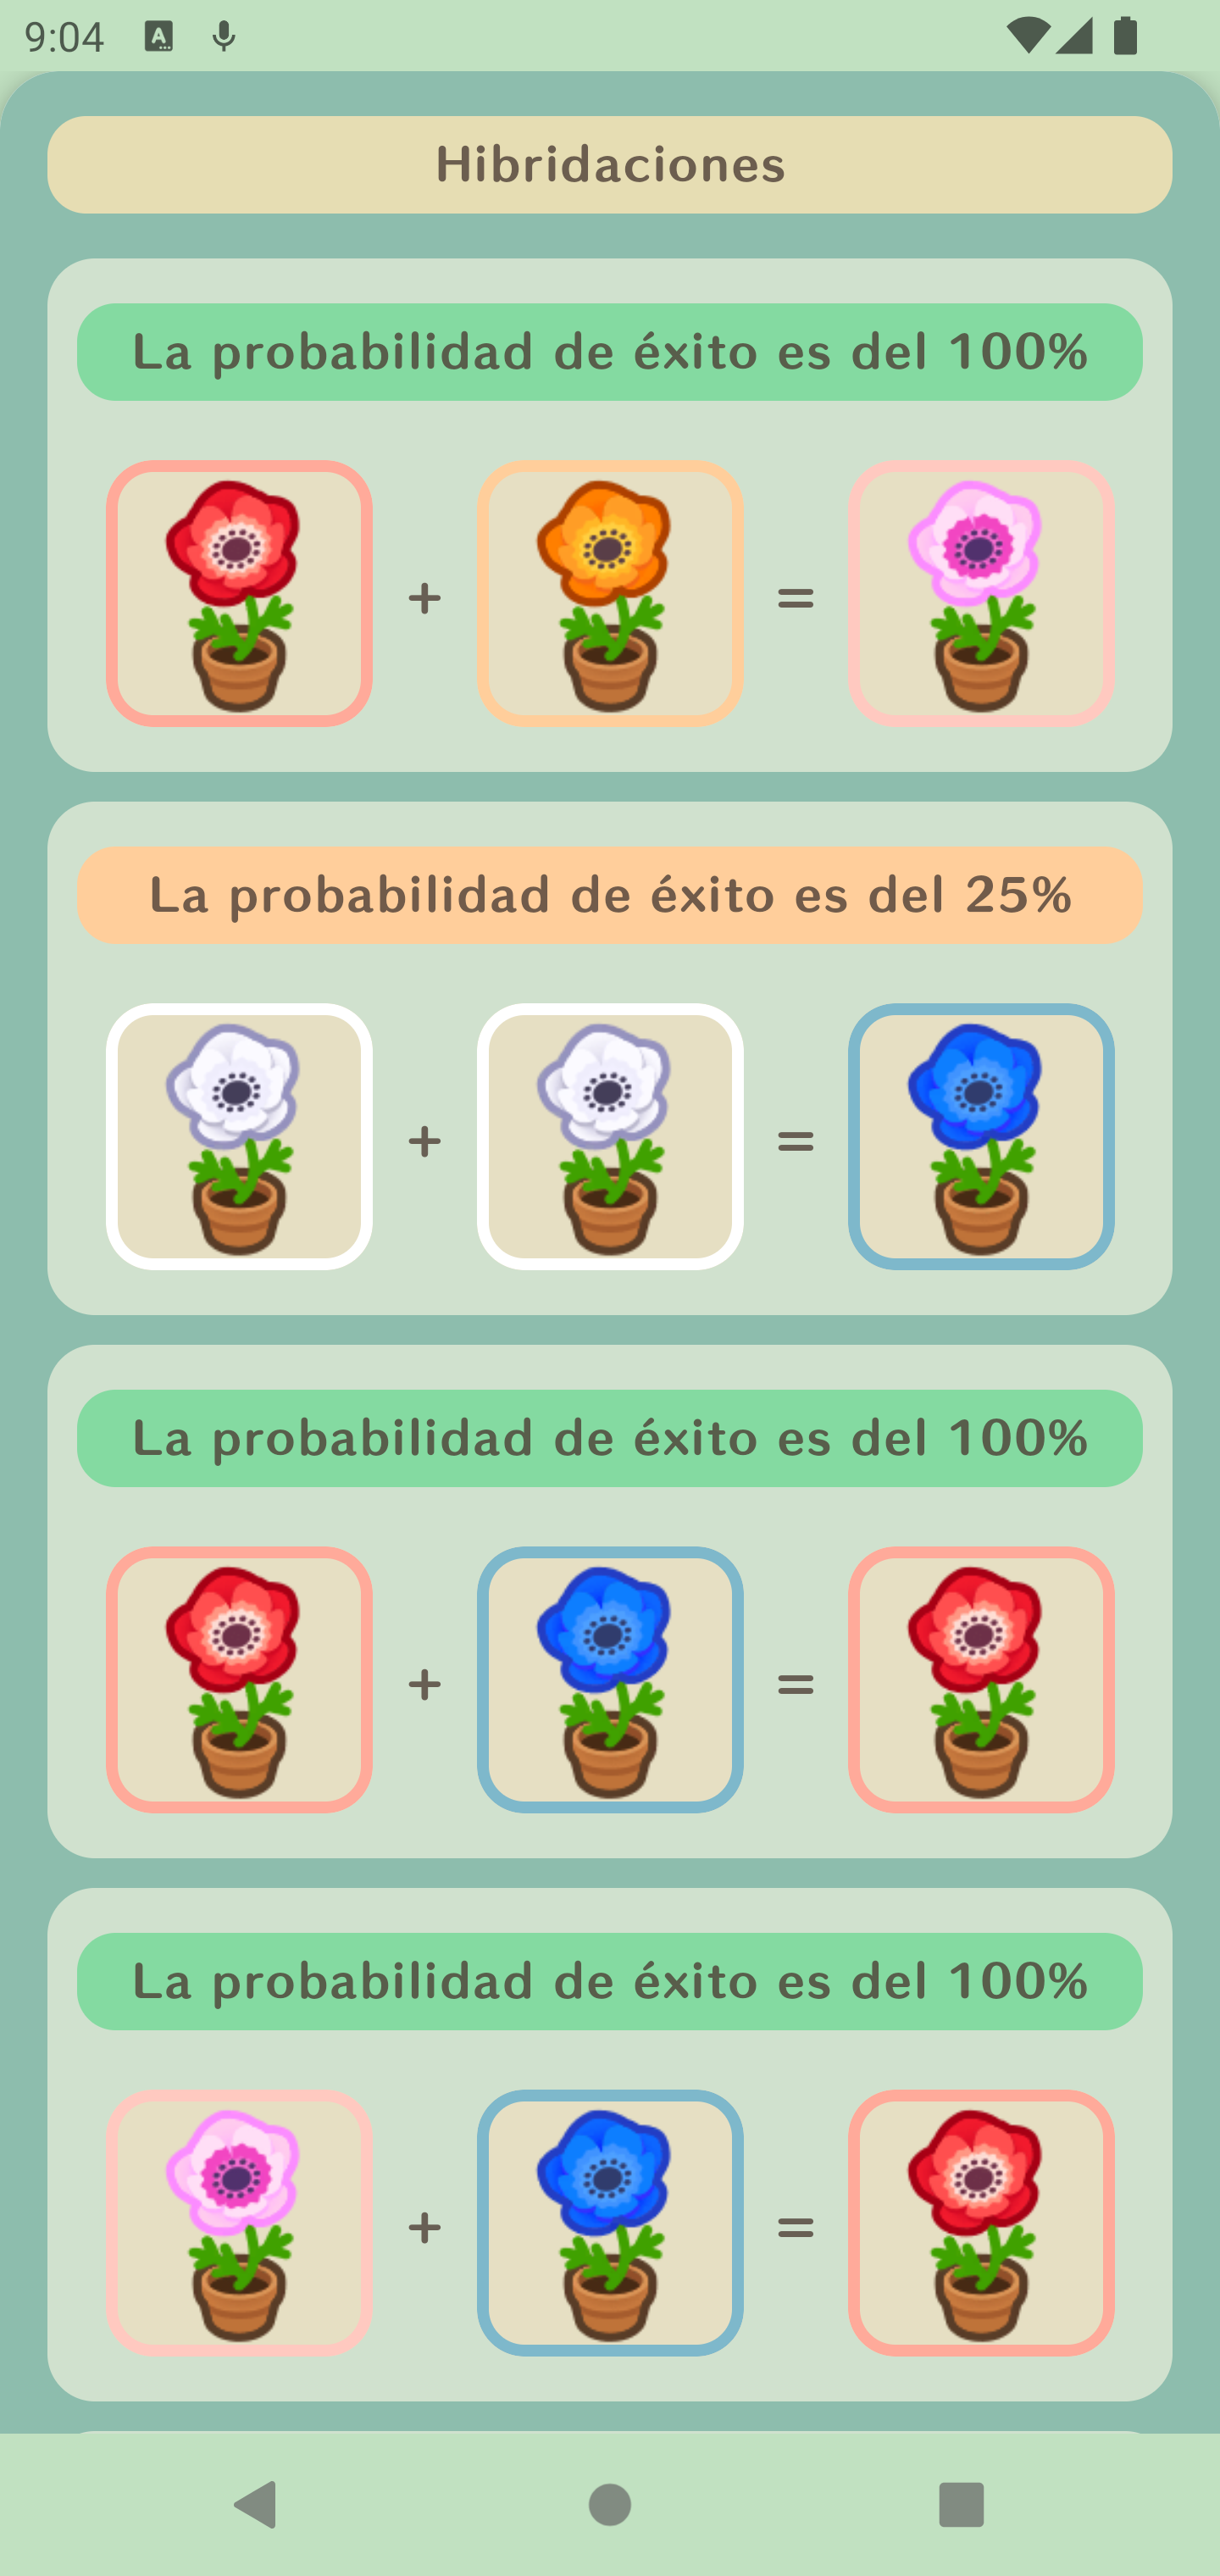 9:04
Hibridaciones
La probabilidad de éxito es del 100%
+ =
La probabilidad de éxito es del 25%
+ =
La probabilidad de éxito es del 100%
+ =
La probabilidad de éxito es del 100%
+ =